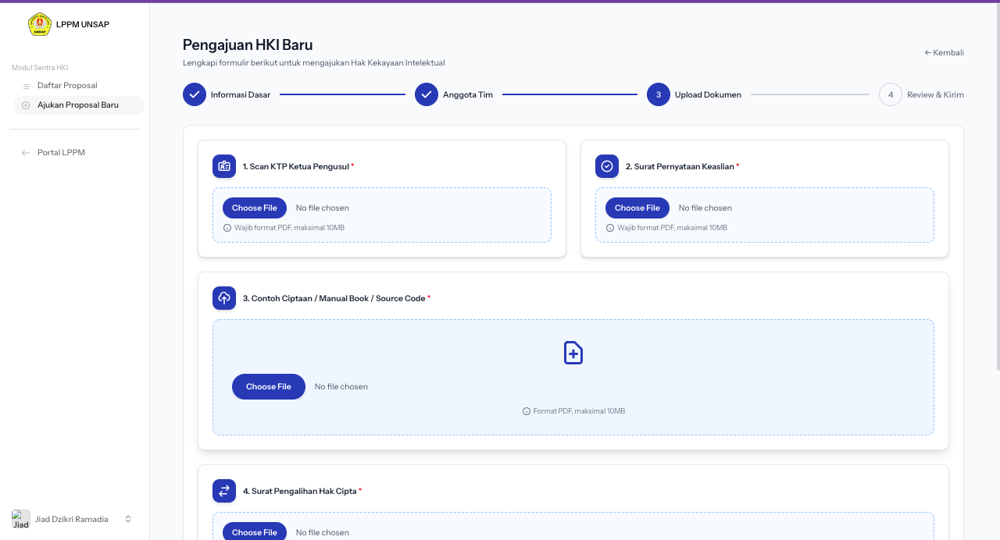 LPPM UNSAP
Modul Sentra HKI
Daftar Proposal
Ajukan Proposal Baru
Portal LPPM
Pengajuan HKI Baru
Lengkapi formulir berikut untuk mengajukan Hak Kekayaan Intelektual
← Kembali
Informasi Dasar
Anggota Tim
3 Upload Dokumen
4 Review & Kirim
1. Scan KTP Ketua Pengusul *
Choose File No file chosen
Wajib format PDF, maksimal 10MB
2. Surat Pernyataan Keaslian *
Choose File No file chosen
Wajib format PDF, maksimal 10MB
3. Contoh Ciptaan / Manual Book / Source Code *
Choose File No file chosen
Format PDF, maksimal 10MB
4. Surat Pengalihan Hak Cipta *
Choose File No file chosen
Jiad Jiad Dzikri Ramadia